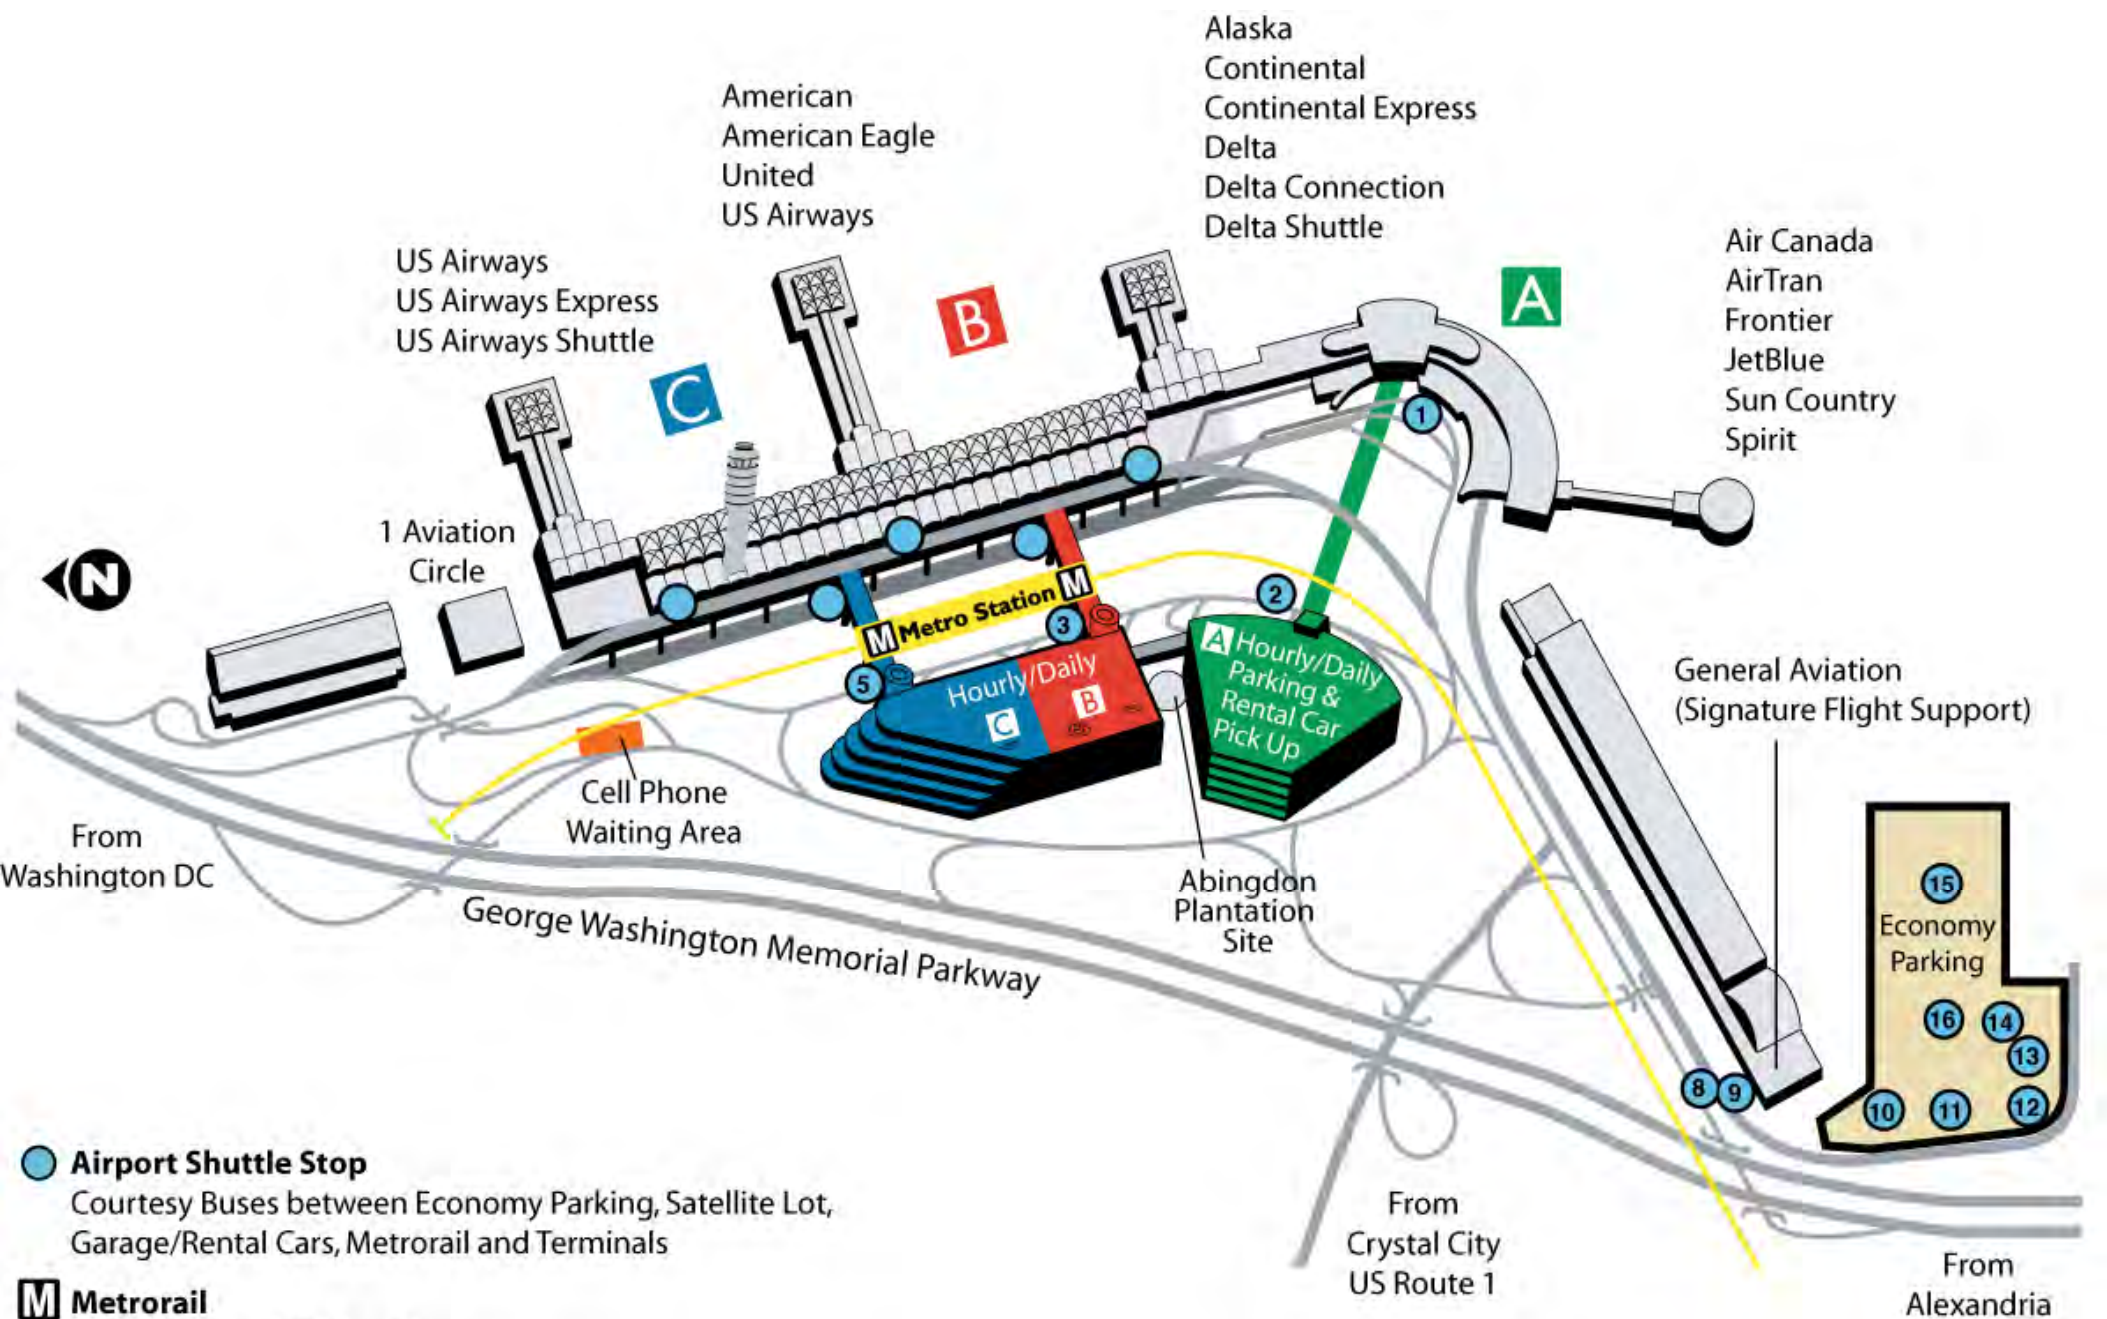 Alaska
Continental
Continental Express
Delta
Delta Connection
Delta Shuttle
American
American Eagle
United
US Airways
US Airways
US Airways Express
US Airways Shuttle
Air Canada
AirTran
Frontier
JetBlue
Sun Country
Spirit
C
B
A
1
1 Aviation
Circle
N
M Metro Station M
2
3
5
Hourly/Daily
C
B
A Hourly/Daily
Parking &
Rental Car
Pick Up
General Aviation
(Signature Flight Support)
Cell Phone
Waiting Area
From
Washington DC
George Washington Memorial Parkway
Abingdon
Plantation
Site
15
Economy
Parking
16
14
13
8
9
10
11
12
From
Crystal City
US Route 1
From
Alexandria
Airport Shuttle Stop
Courtesy Buses between Economy Parking, Satellite Lot,
Garage/Rental Cars, Metrorail and Terminals
M Metrorail